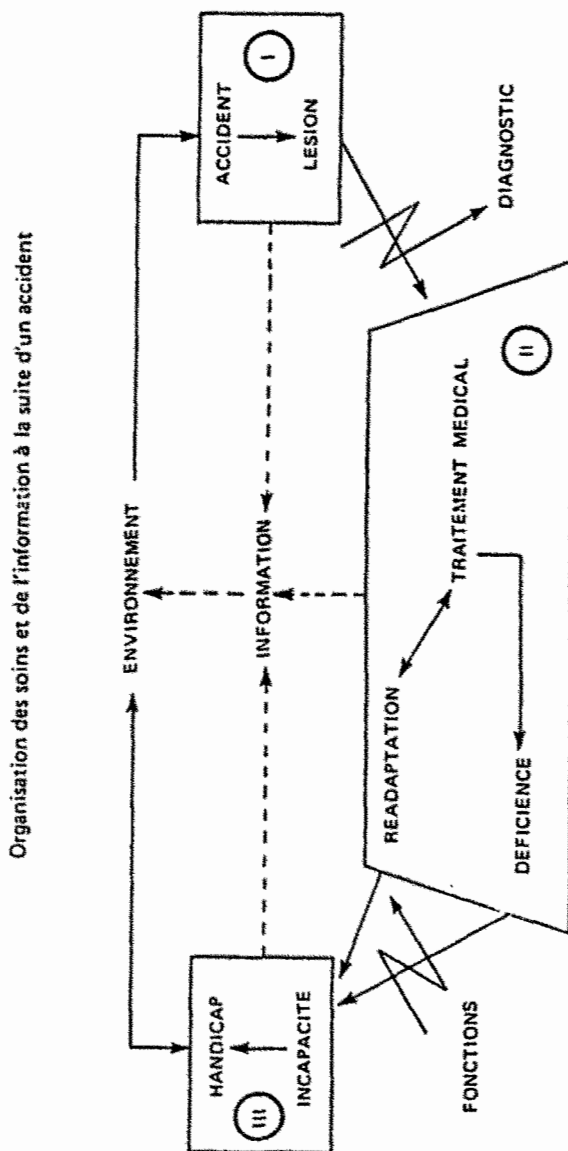 Organisation des soins et de l'information à la suite d'un accident
ENVIRONNEMENT
HANDICAP
INCAPACITE
III
INFORMATION
ACCIDENT
LESION
I
FONCTIONS
READAPTATION
TRAITEMENT MEDICAL
DEFICIENCE
II
DIAGNOSTIC